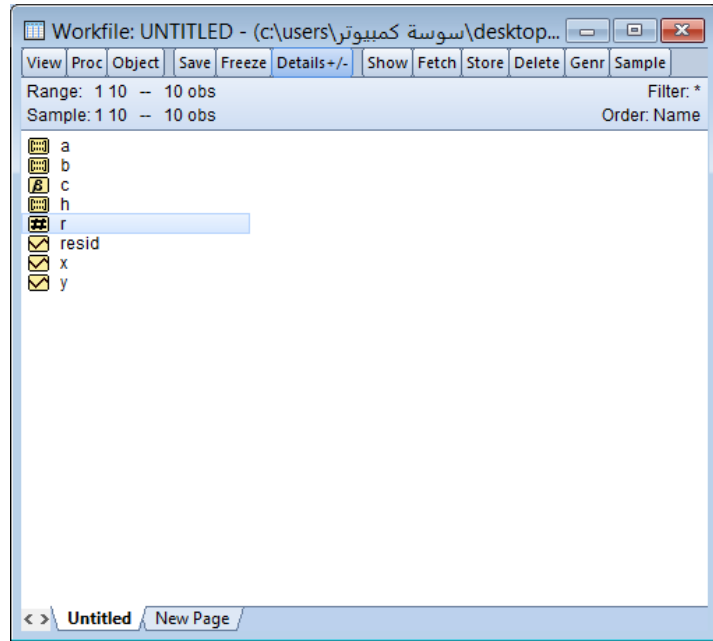 Workfile: UNTITLED - (c:\users\سوسة كمبيوتر\desktop...
View Proc Object Save Freeze Details+/- Show Fetch Store Delete Genr Sample
Range: 1 10 -- 10 obs Filter: *
Sample: 1 10 -- 10 obs Order: Name
a
b
β c
h
r
resid
x
y
< > Untitled New Page